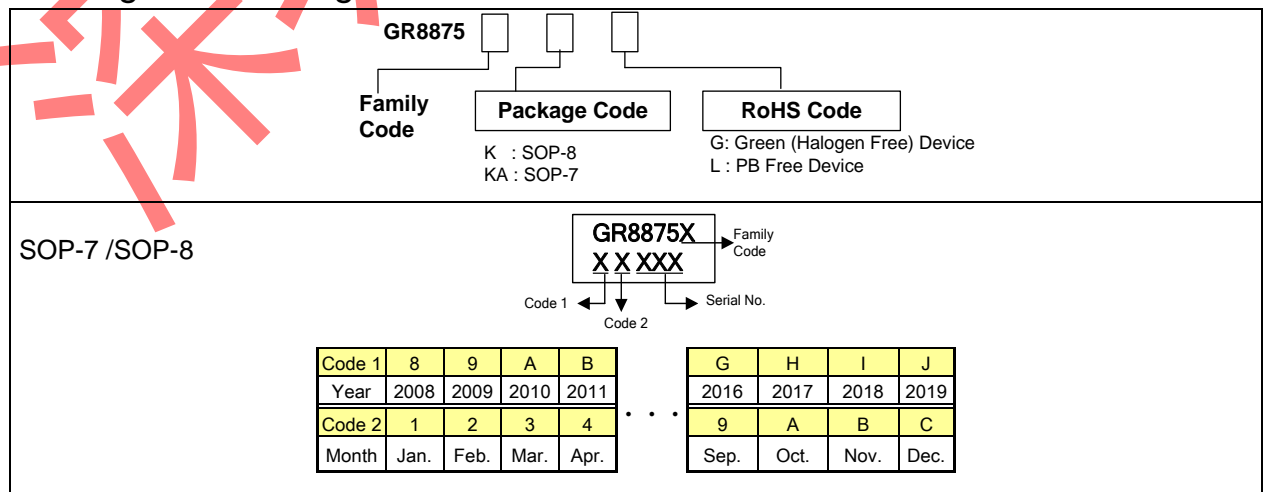 GR8875
Family Code
Package Code
K : SOP-8
KA : SOP-7
RoHS Code
G: Green (Halogen Free) Device
L : PB Free Device
SOP-7 /SOP-8
GR8875X
X X XXX
Family Code
Code 1
Code 2
Serial No.
Code 1 8 9 A B G H I J
Year 2008 2009 2010 2011 . . . 2016 2017 2018 2019
Code 2 1 2 3 4 9 A B C
Month Jan. Feb. Mar. Apr. Sep. Oct. Nov. Dec.